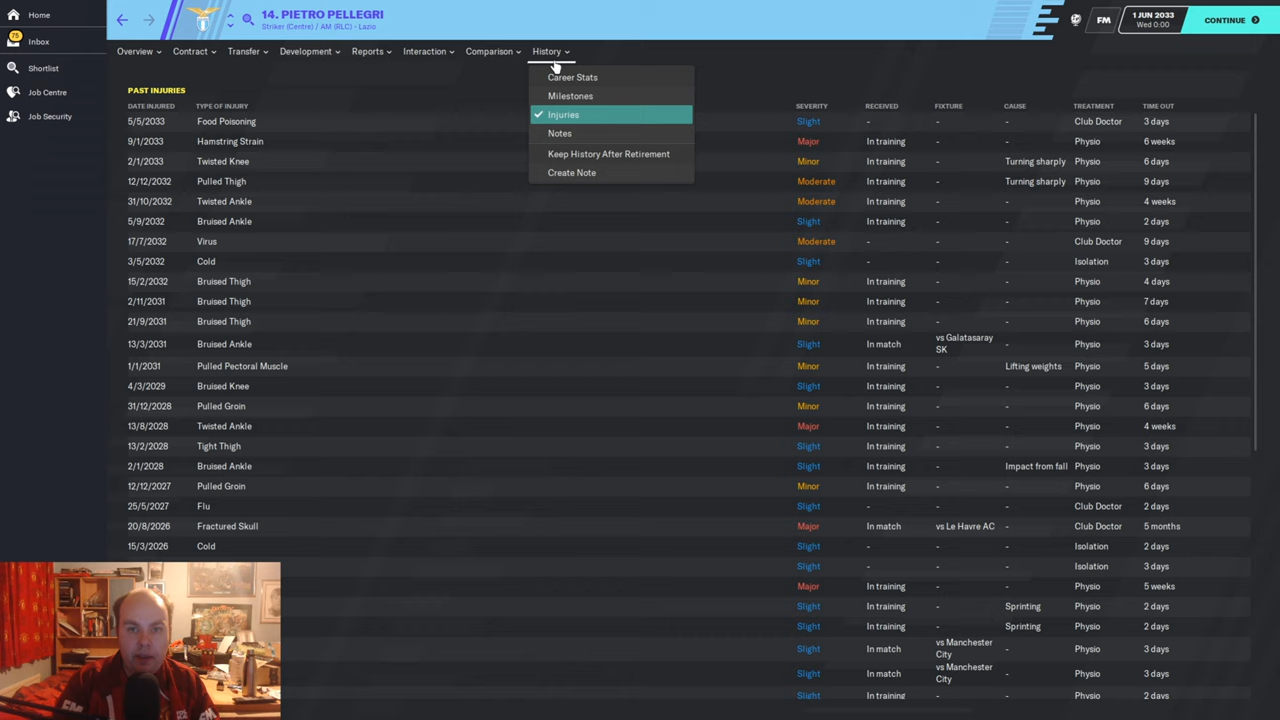 Home
75
Inbox
Shortlist
Job Centre
Job Security
14. PIETRO PELLEGRI
Striker (Centre) / AM (RLC) - Lazio
FM
1 JUN 2033
Wed 0:00
CONTINUE
Overview Contract Transfer Development Reports Interaction Comparison History
Career Stats
Milestones
Injuries
Notes
Keep History After Retirement
Create Note
PAST INJURIES
DATE INJURED TYPE OF INJURY SEVERITY RECEIVED FIXTURE CAUSE TREATMENT TIME OUT
5/5/2033 Food Poisoning Slight - - - Club Doctor 3 days
9/1/2033 Hamstring Strain Major In training - - Physio 6 weeks
2/1/2033 Twisted Knee Minor In training - Turning sharply Physio 6 days
12/12/2032 Pulled Thigh Moderate In training - Turning sharply Physio 9 days
31/10/2032 Twisted Ankle Moderate In training - - Physio 4 weeks
5/9/2032 Bruised Ankle Slight In training - - Physio 2 days
17/7/2032 Virus Moderate - - - Club Doctor 9 days
3/5/2032 Cold Slight - - - Isolation 3 days
15/2/2032 Bruised Thigh Minor In training - - Physio 4 days
2/11/2031 Bruised Thigh Minor In training - - Physio 7 days
21/9/2031 Bruised Thigh Minor In training - - Physio 6 days
13/3/2031 Bruised Ankle Slight In match vs Galatasaray
SK - Physio 3 days
1/1/2031 Pulled Pectoral Muscle Minor In training - Lifting weights Physio 5 days
4/3/2029 Bruised Knee Slight In training - - Physio 3 days
31/12/2028 Pulled Groin Minor In training - - Physio 6 days
13/8/2028 Twisted Ankle Major In training - - Physio 4 weeks
13/2/2028 Tight Thigh Slight In training - - Physio 3 days
2/1/2028 Bruised Ankle Slight In training - Impact from fall Physio 3 days
12/12/2027 Pulled Groin Minor In training - - Physio 6 days
25/5/2027 Flu Slight - - - Club Doctor 2 days
20/8/2026 Fractured Skull Major In match vs Le Havre AC - Club Doctor 5 months
15/3/2026 Cold Slight - - - Isolation 2 days
Slight - - - Isolation 3 days
Major In training - - Physio 5 weeks
Slight In training - Sprinting Physio 2 days
Slight In training - Sprinting Physio 2 days
Slight In match vs Manchester
City - Physio 3 days
Slight In match vs Manchester
City - Physio 3 days
Slight In training - - Physio 2 days